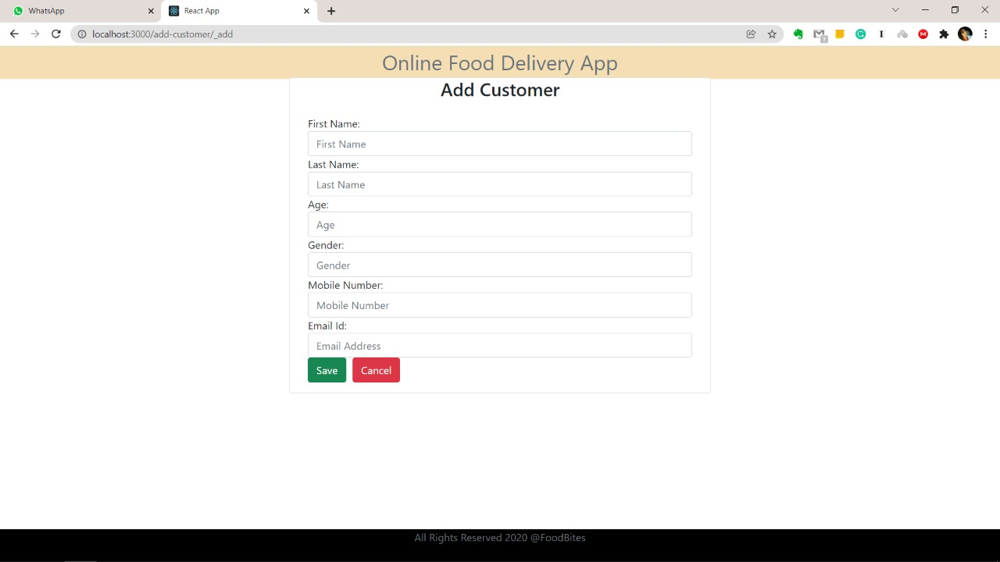 WhatsApp
React App
localhost:3000/add-customer/_add
Online Food Delivery App
Add Customer
First Name:
First Name
Last Name:
Last Name
Age:
Age
Gender:
Gender
Mobile Number:
Mobile Number
Email Id:
Email Address
Save Cancel
All Rights Reserved 2020 @FoodBites